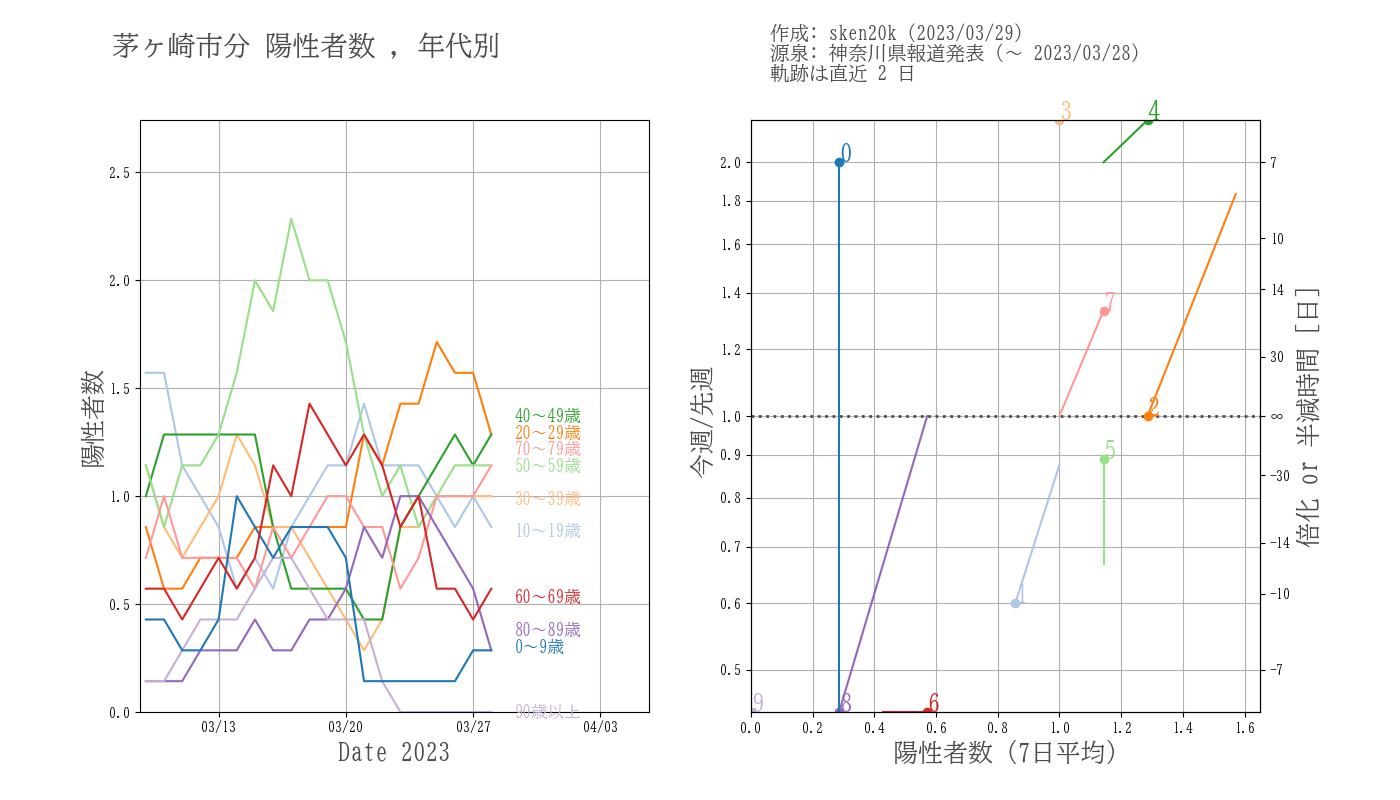 茅ヶ崎市分 陽性者数 , 年代別
作成: sken20k (2023/03/29)
源泉: 神奈川県報道発表 (〜 2023/03/28)
軌跡は直近 2 日
陽性者数
2.5
2.0
1.5
1.0
0.5
0.0
03/13
03/20
03/27
04/03
Date 2023
40〜49歳
20〜29歳
70〜79歳
50〜59歳
30〜39歳
10〜19歳
60〜69歳
80〜89歳
0〜9歳
90歳以上
今週/先週
2.0
1.8
1.6
1.4
1.2
1.0
0.9
0.8
0.7
0.6
0.5
0
3
4
7
2
5
1
9
8
6
0.0
0.2
0.4
0.6
0.8
1.0
1.2
1.4
1.6
陽性者数 (7日平均)
7
10
14
30
∞
−30
−14
−10
−7
倍化 or 半減時間 [日]